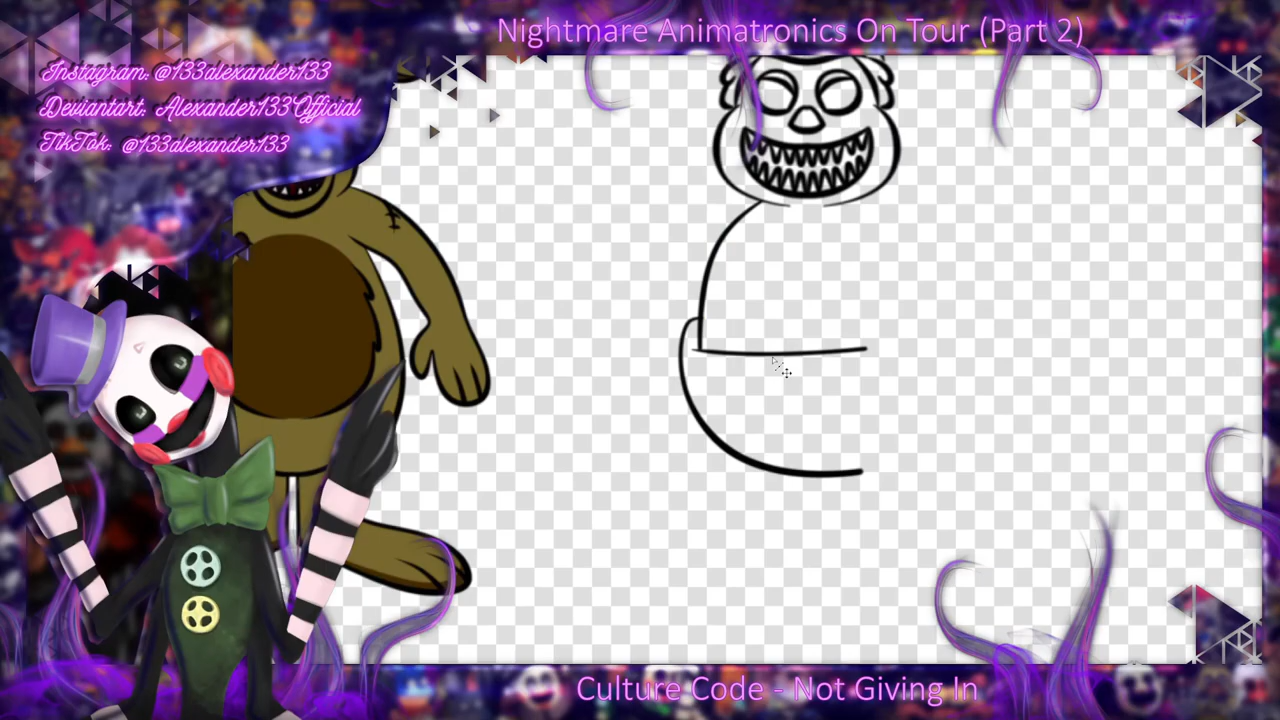 Nightmare Animatronics On Tour (Part 2)
Instagram: @133alexander133
Deviantart: Alexander133Official
TikTok: @133alexander133
Culture Code - Not Giving In